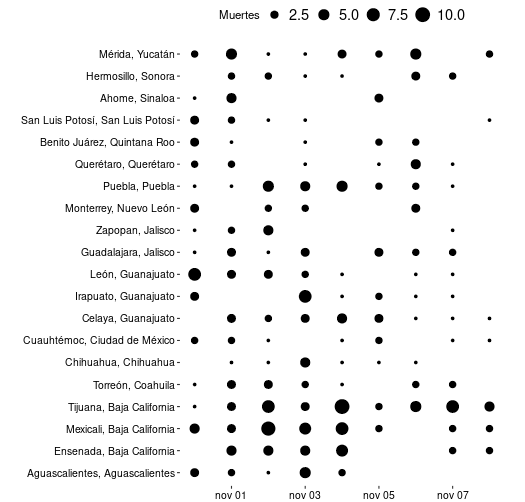 Muertes 2.5 5.0 7.5 10.0
Mérida, Yucatán
Hermosillo, Sonora
Ahome, Sinaloa
San Luis Potosí, San Luis Potosí
Benito Juárez, Quintana Roo
Querétaro, Querétaro
Puebla, Puebla
Monterrey, Nuevo León
Zapopan, Jalisco
Guadalajara, Jalisco
León, Guanajuato
Irapuato, Guanajuato
Celaya, Guanajuato
Cuauhtémoc, Ciudad de México
Chihuahua, Chihuahua
Torreón, Coahuila
Tijuana, Baja California
Mexicali, Baja California
Ensenada, Baja California
Aguascalientes, Aguascalientes
nov 01 nov 03 nov 05 nov 07